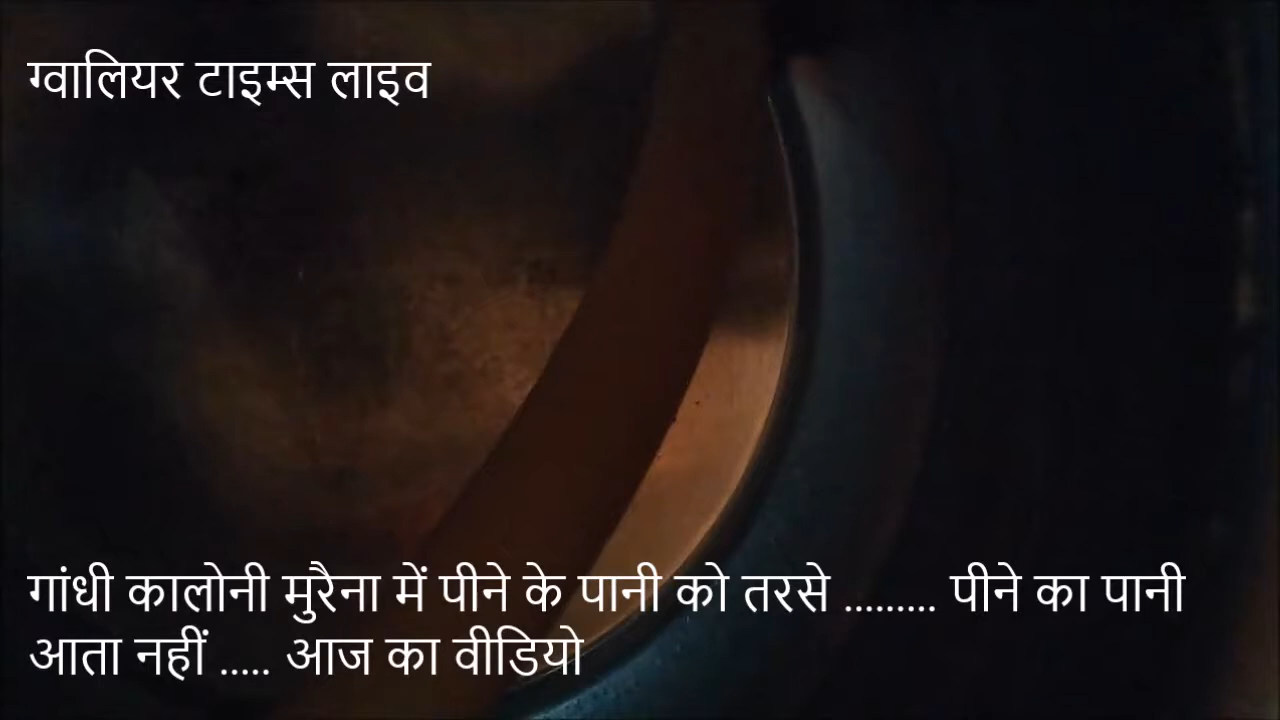 ग्वालियर टाइम्स लाइव
गांधी कालोनी मुरैना में पीने के पानी को तरसे ......... पीने का पानी
आता नहीं ..... आज का वीडियो